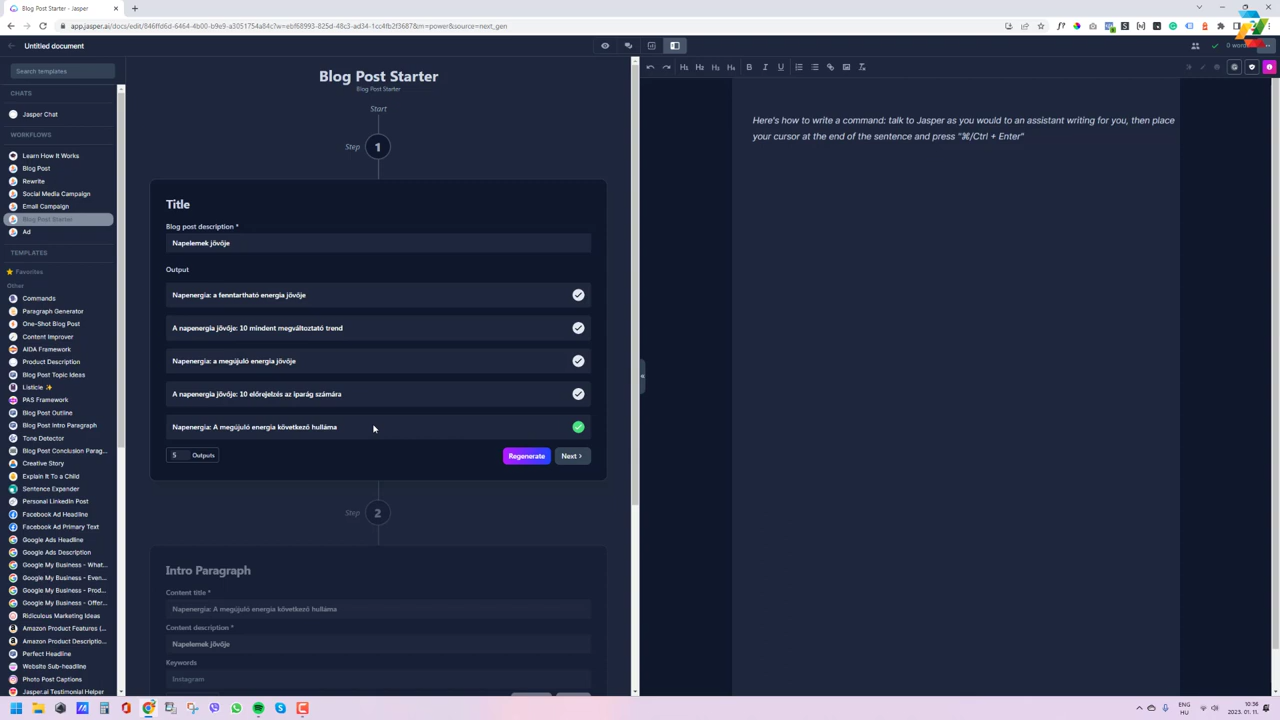 Blog Post Starter - Jasper
app.jasper.ai/docs/edit/846ffd6d-6464-4b00-b9e9-3157514a84c7w=ebf68993-825d-48c3-ad34-1cc4fb2f3687&m=power&source=next_gen
Untitled document
0 words
Search templates
CHATS
Jasper Chat
WORKFLOWS
Learn How It Works
Blog Post
Rewrite
Social Media Campaign
Email Campaign
Blog Post Starter
Ad
TEMPLATES
Favorites
Other
Commands
Paragraph Generator
One-Shot Blog Post
Content Improver
AIDA Framework
Product Description
Blog Post Topic Ideas
Listicle ✨
PAS Framework
Blog Post Outline
Blog Post Intro Paragraph
Tone Detector
Blog Post Conclusion Parag...
Creative Story
Explain It To a Child
Sentence Expander
Personal LinkedIn Post
Facebook Ad Headline
Facebook Ad Primary Text
Google Ads Headline
Google Ads Description
Google My Business - What...
Google My Business - Even...
Google My Business - Prod...
Google My Business - Offer...
Ridiculous Marketing Ideas
Amazon Product Features (...
Amazon Product Descriptio...
Perfect Headline
Website Sub-headline
Photo Post Captions
Jasper.ai Testimonial Helper
Blog Post Starter
Blog Post Starter
Start
Step 1
Title
Blog post description *
Napelemek jövője
Output
Napenergia: a fenntartható energia jövője
A napenergia jövője: 10 mindent megváltoztató trend
Napenergia: a megújuló energia jövője
A napenergia jövője: 10 előrejelzés az iparág számára
Napenergia: A megújuló energia következő hulláma
5 Outputs
Regenerate
Next >
Step 2
Intro Paragraph
Content title *
Napenergia: A megújuló energia következő hulláma
Content description *
Napelemek jövője
Keywords
Instagram
H1 H2 H3 H4 B I U
Here's how to write a command: talk to Jasper as you would to an assistant writing for you, then place
your cursor at the end of the sentence and press "⌘/Ctrl + Enter"
ENG
HU
10:36
2023. 01. 11.